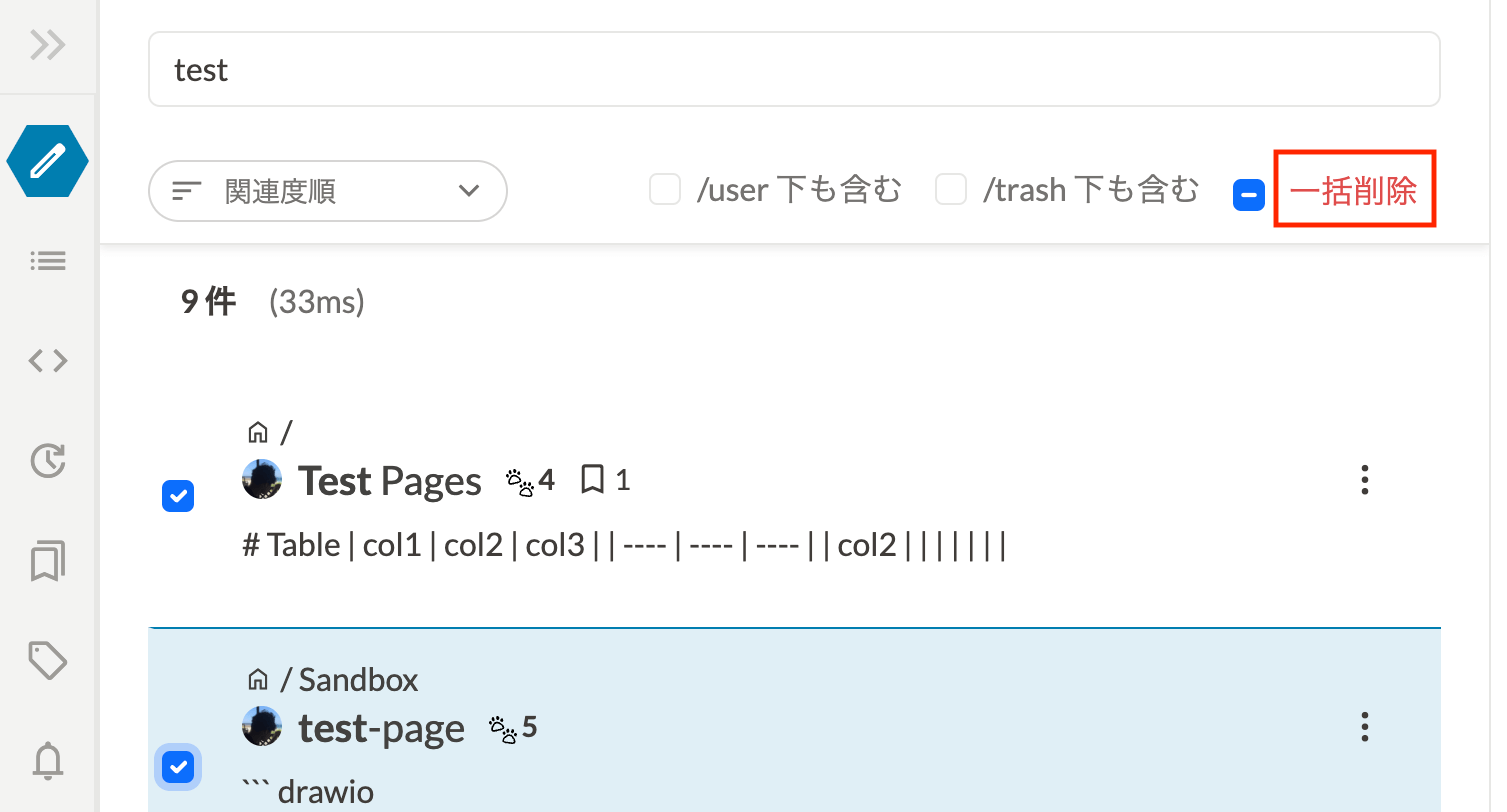 test
関連度順 /user 下も含む /trash 下も含む 一括削除
9 件 (33ms)
/
Test Pages 4 1
# Table | col1 | col2 | col3 | | ---- | ---- | ---- | | col2 | | | | | | |
/ Sandbox
test-page 5
``` drawio